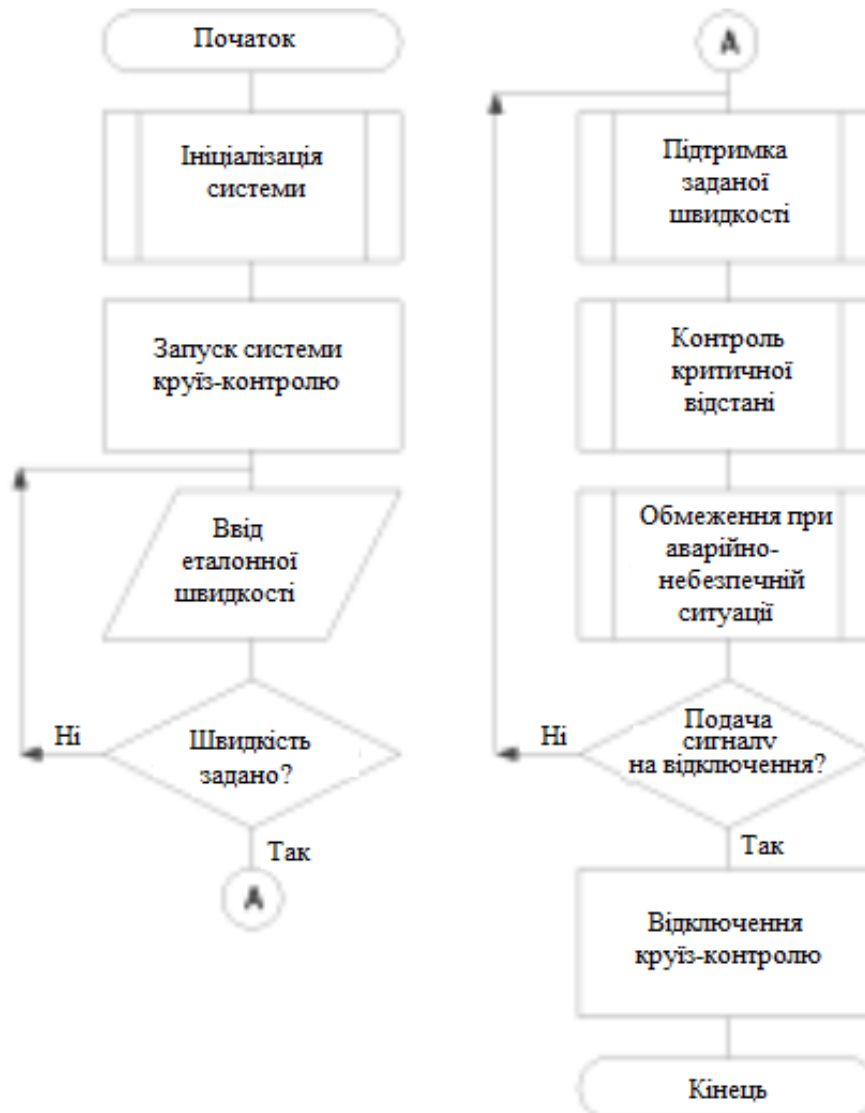 Початок
Ініціалізація
системи
Запуск системи
круїз-контролю
Ввід
еталонної
швидкості
Ні
Швидкість
задано?
Так
А
А
Підтримка
заданої
швидкості
Контроль
критичної
відстані
Обмеження при
аварійно-
небезпечній
ситуації
Ні
Подача
сигналу
на відключення?
Так
Відключення
круїз-контролю
Кінець